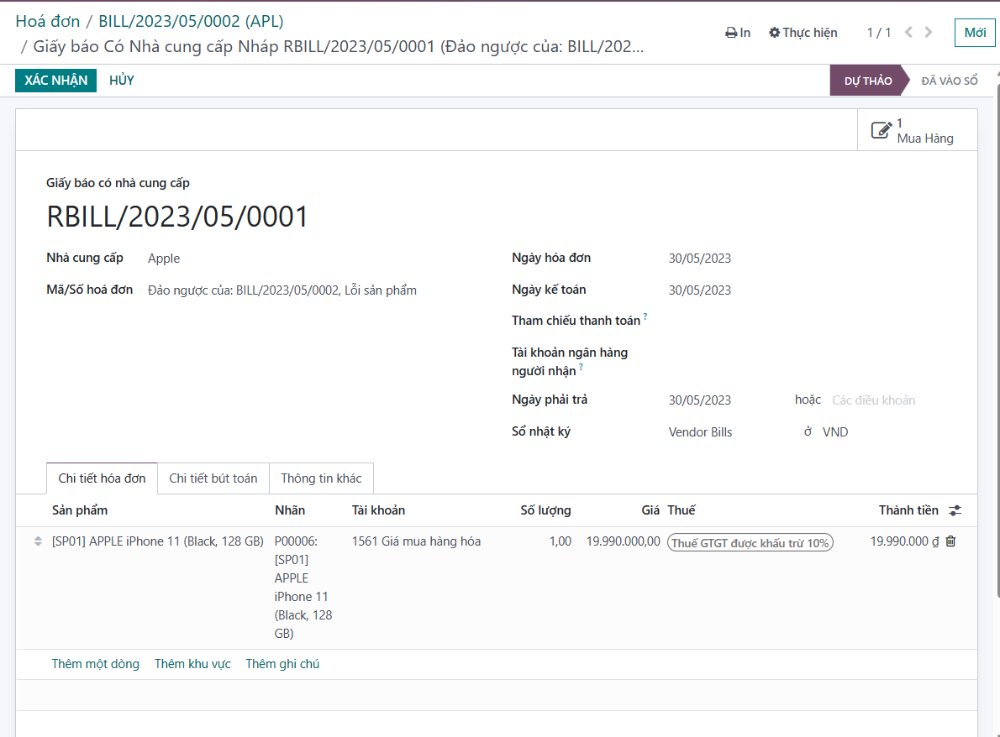 Hoá đơn / BILL/2023/05/0002 (APL)
/ Giấy báo Có Nhà cung cấp Nháp RBILL/2023/05/0001 (Đảo ngược của: BILL/202...
In Thực hiện 1 / 1 Mới
XÁC NHẬN HỦY DỰ THẢO ĐÃ VÀO SỔ
1
Mua Hàng
Giấy báo có nhà cung cấp
RBILL/2023/05/0001
Nhà cung cấp Apple Ngày hóa đơn 30/05/2023
Mã/Số hoá đơn Đảo ngược của: BILL/2023/05/0002, Lỗi sản phẩm Ngày kế toán 30/05/2023
Tham chiếu thanh toán ?
Tài khoản ngân hàng
người nhận ?
Ngày phải trả 30/05/2023 hoặc Các điều khoản
Sổ nhật ký Vendor Bills ở VND
Chi tiết hóa đơn Chi tiết bút toán Thông tin khác
Sản phẩm Nhãn Tài khoản Số lượng Giá Thuế Thành tiền
[SP01] APPLE iPhone 11 (Black, 128 GB) P00006: 1561 Giá mua hàng hóa 1,00 19.990.000,00 Thuế GTGT được khấu trừ 10% 19.990.000 ₫
[SP01]
APPLE
iPhone 11
(Black, 128
GB)
Thêm một dòng Thêm khu vực Thêm ghi chú